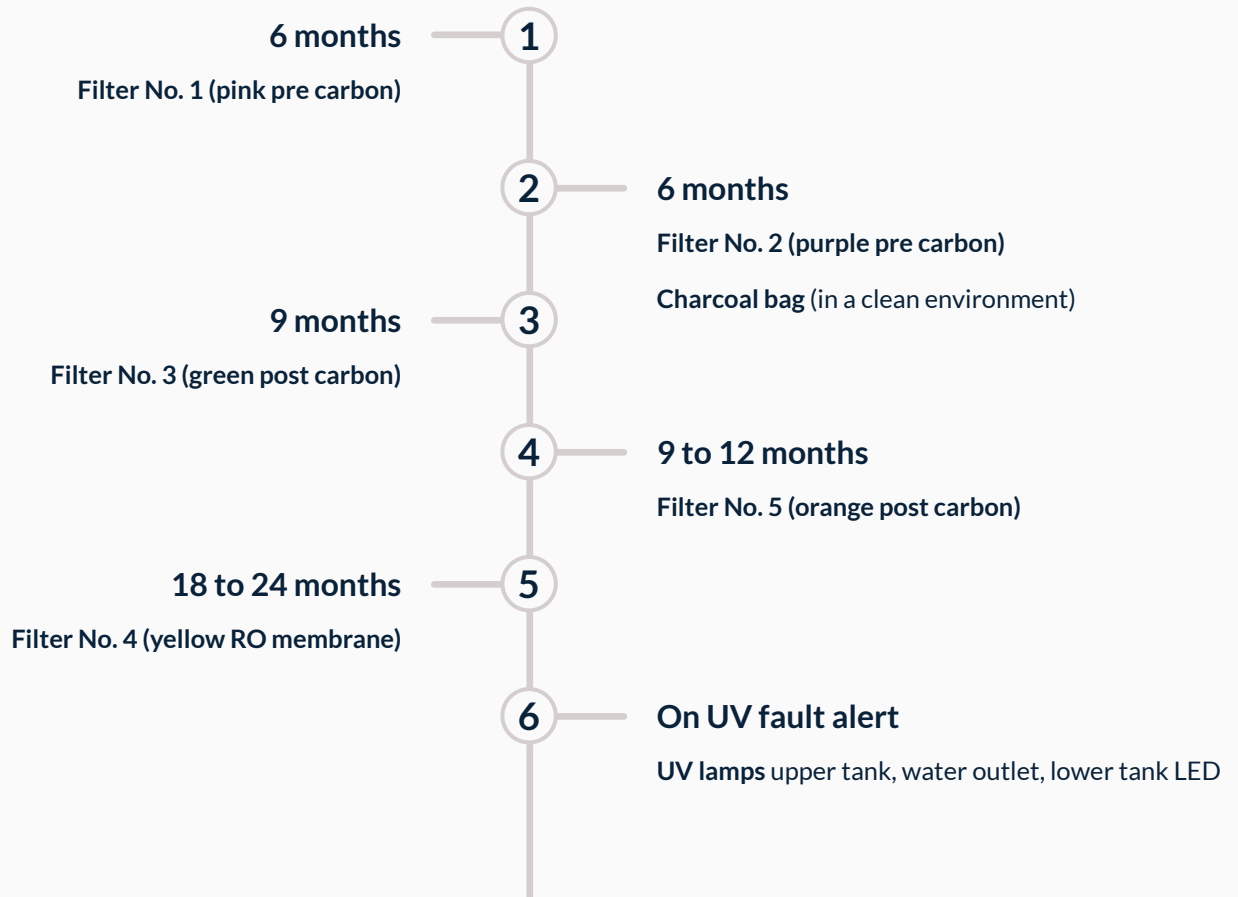 1
6 months
Filter No. 1 (pink pre carbon)
2
6 months
Filter No. 2 (purple pre carbon)
Charcoal bag (in a clean environment)
3
9 months
Filter No. 3 (green post carbon)
4
9 to 12 months
Filter No. 5 (orange post carbon)
5
18 to 24 months
Filter No. 4 (yellow RO membrane)
6
On UV fault alert
UV lamps upper tank, water outlet, lower tank LED